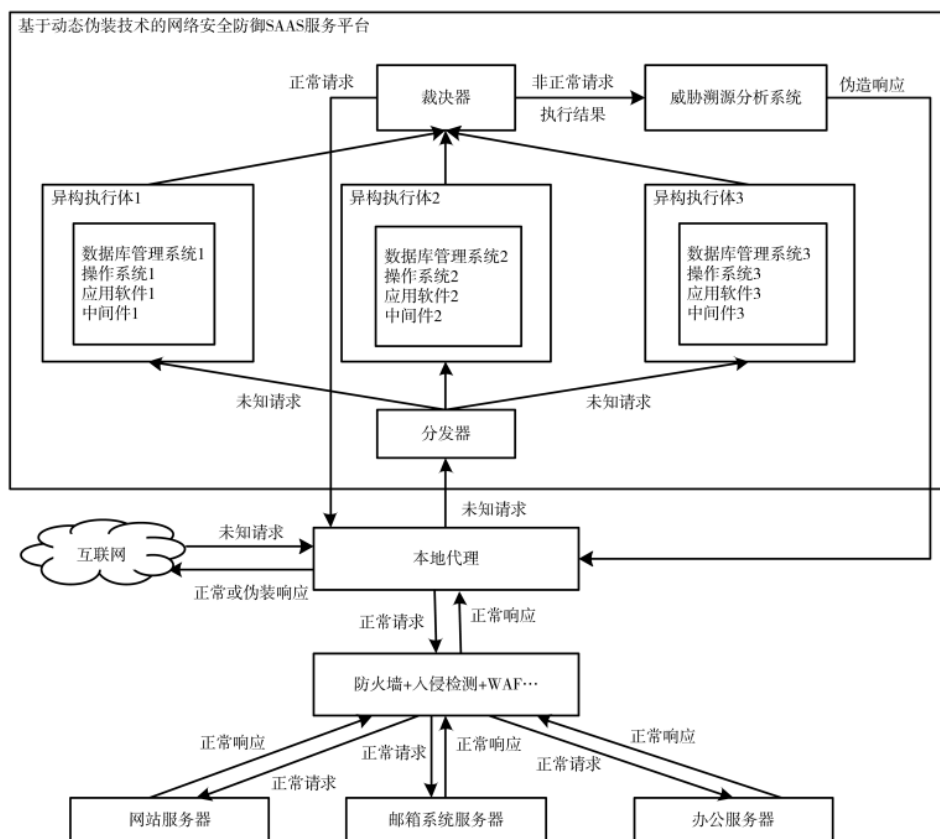 基于动态伪装技术的网络安全防御SAAS服务平台
正常请求
裁决器
非正常请求
执行结果
威胁溯源分析系统
伪造响应
异构执行体1
数据库管理系统1
操作系统1
应用软件1
中间件1
异构执行体2
数据库管理系统2
操作系统2
应用软件2
中间件2
异构执行体3
数据库管理系统3
操作系统3
应用软件3
中间件3
未知请求
未知请求
分发器
未知请求
互联网
未知请求
正常或伪装响应
本地代理
正常请求
正常响应
防火墙+入侵检测+WAF…
正常响应
正常请求
正常请求
正常响应
正常响应
正常请求
网站服务器
邮箱系统服务器
办公服务器